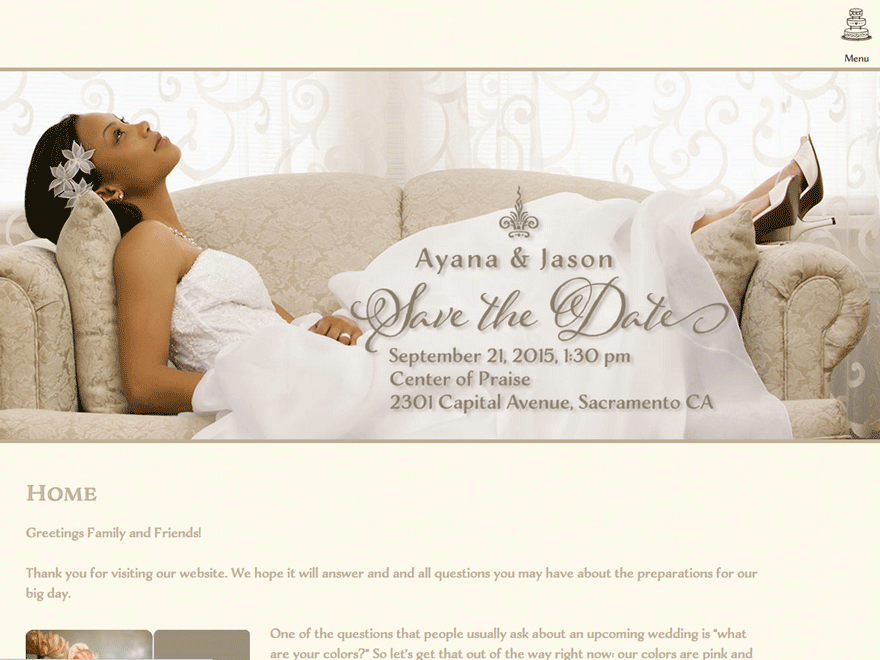 Menu
Ayana & Jason
Save the Date
September 21, 2015, 1:30 pm
Center of Praise
2301 Capital Avenue, Sacramento CA
Home
Greetings Family and Friends!
Thank you for visiting our website. We hope it will answer and and all questions you may have about the preparations for our
big day.
One of the questions that people usually ask about an upcoming wedding is "what
are your colors?" So let's get that out of the way right now: our colors are pink and